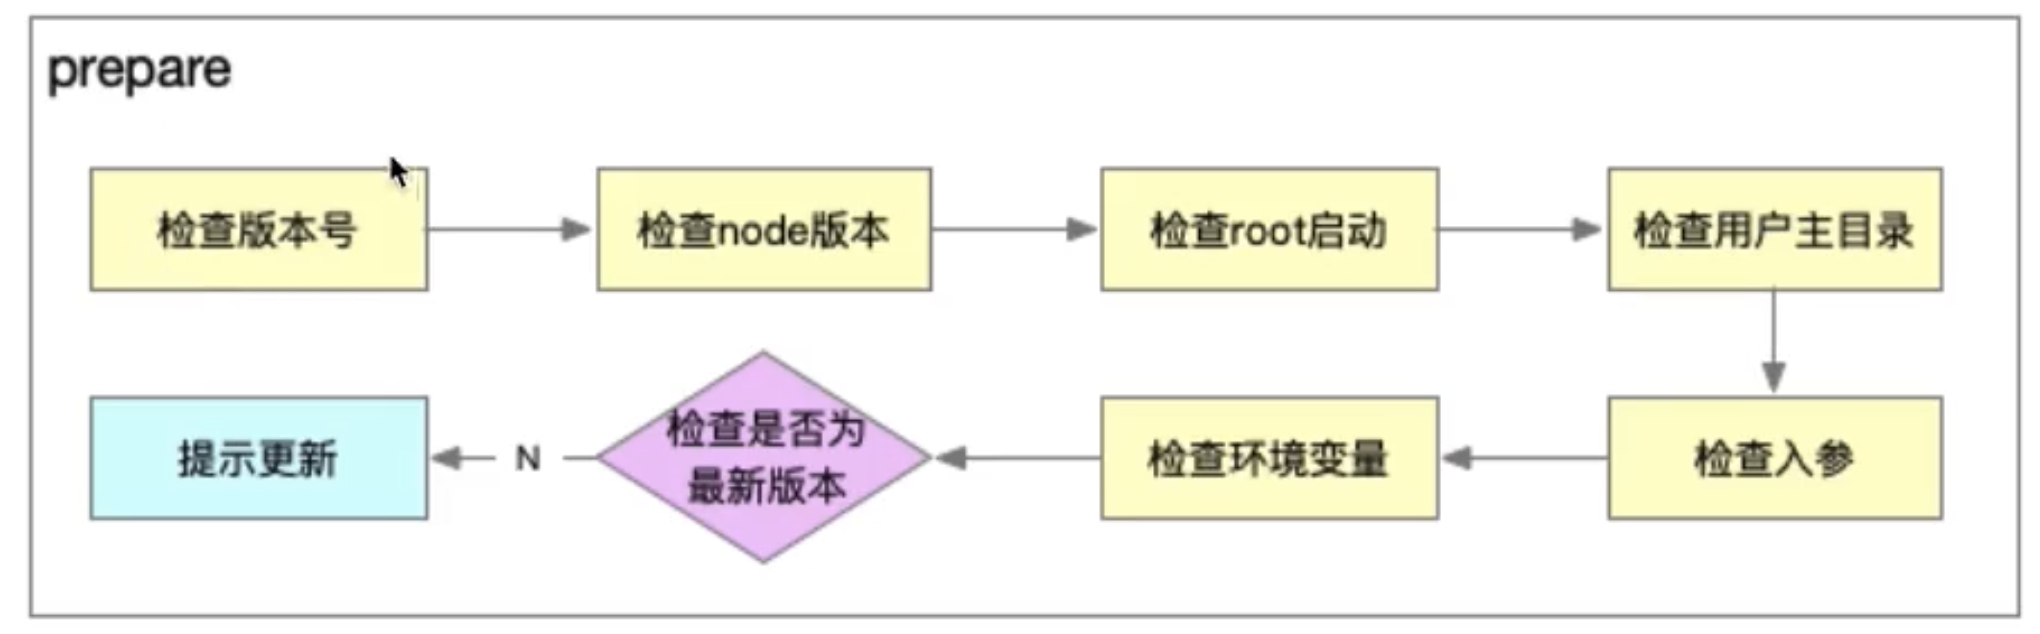 prepare
检查版本号
检查node版本
检查root启动
检查用户主目录
检查入参
检查环境变量
检查是否为
最新版本
N
提示更新